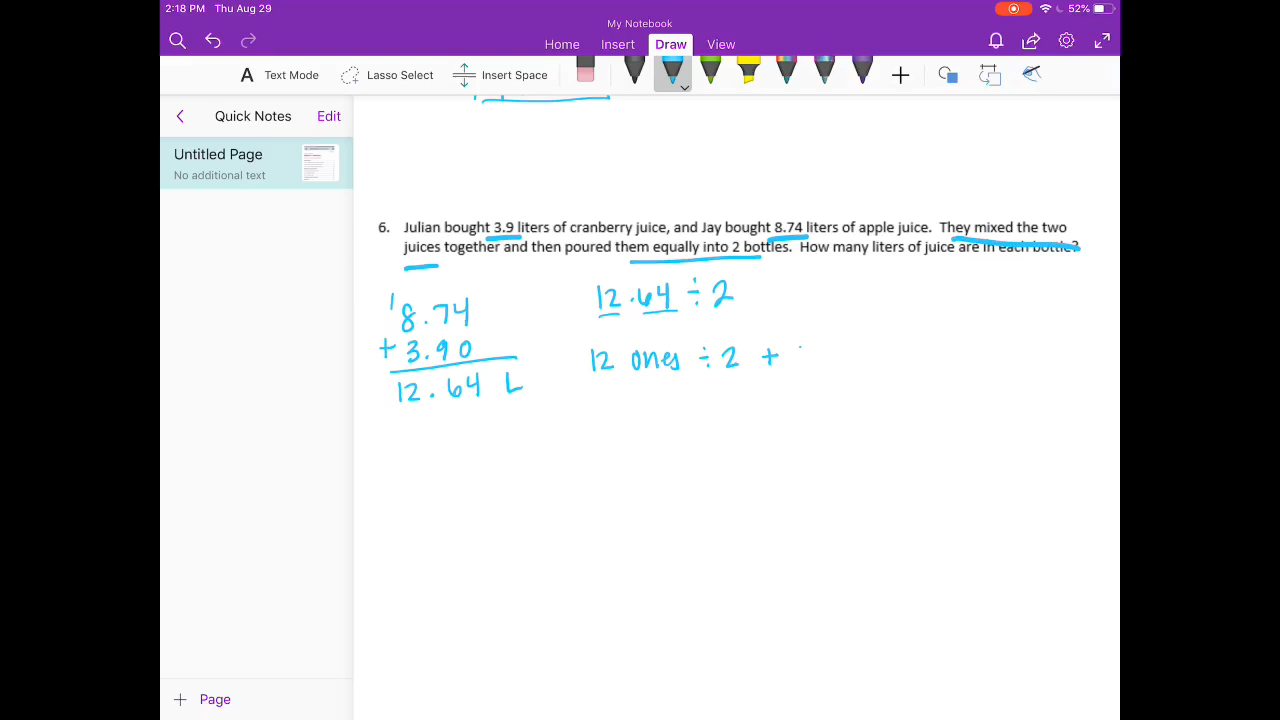 2:18 PM Thu Aug 29
52%
My Notebook
Home Insert Draw View
A Text Mode Lasso Select Insert Space
Quick Notes Edit
Untitled Page
No additional text
6. Julian bought 3.9 liters of cranberry juice, and Jay bought 8.74 liters of apple juice. They mixed the two
juices together and then poured them equally into 2 bottles. How many liters of juice are in each bottle?
1
8.74
+ 3.90
12.64 L
12.64 ÷ 2
12 ones ÷ 2 +
+ Page